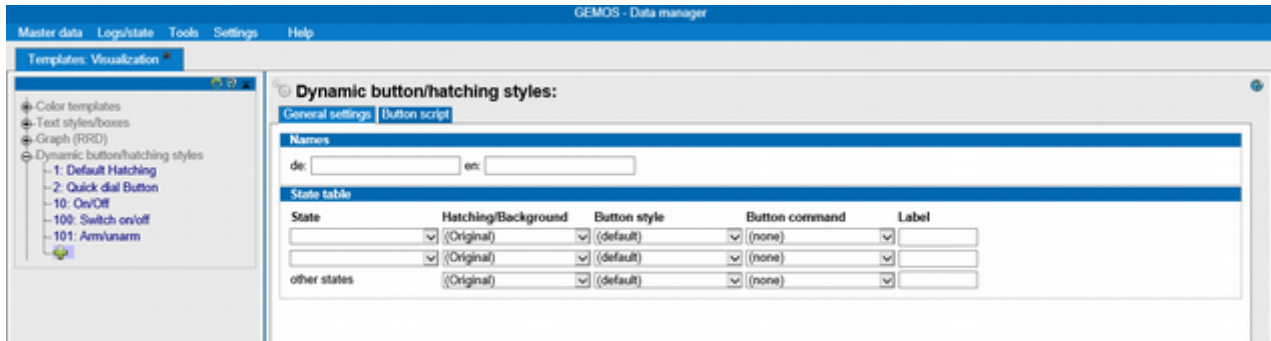 GEMOS - Data manager
Master data Logs/state Tools Settings Help
Templates: Visualization
Color templates
Text styles/boxes
Graph (RRD)
Dynamic button/hatching styles
1: Default Hatching
2: Quick dial Button
10: On/Off
100: Switch on/off
101: Arm/unarm
Dynamic button/hatching styles:
General settings Button script
Names
de: en:
State table
State Hatching/Background Button style Button command Label
(Original) (default) (none)
(Original) (default) (none)
other states (Original) (default) (none)